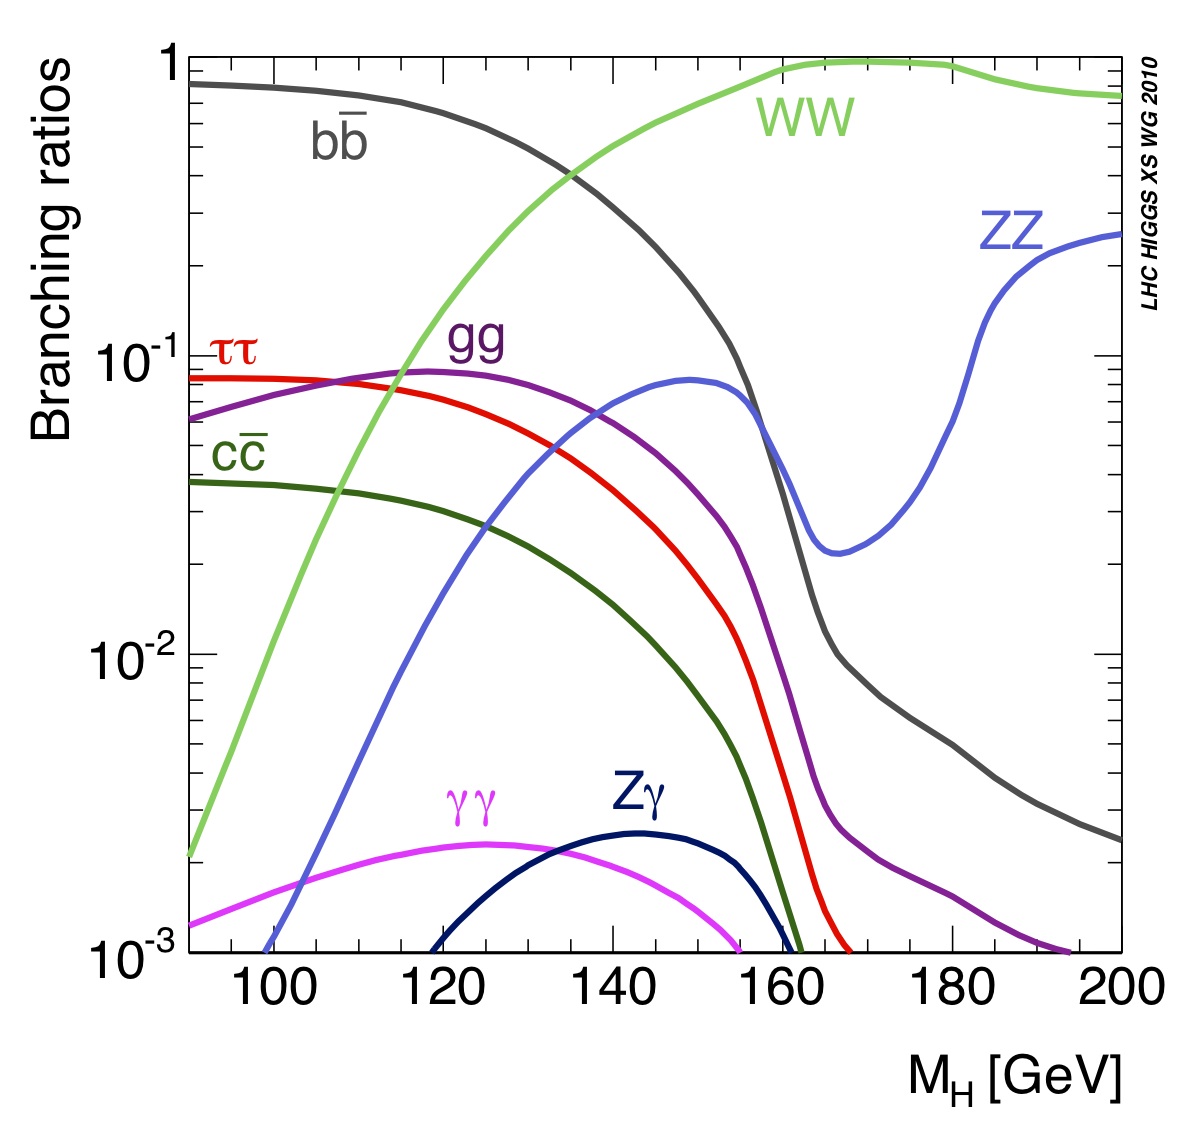 Branching ratios
1
10⁻¹
10⁻²
10⁻³
bb̅
WW
ZZ
ττ
gg
cc̅
γγ
Zγ
100 120 140 160 180 200
M_H [GeV]
LHC HIGGS XS WG 2010